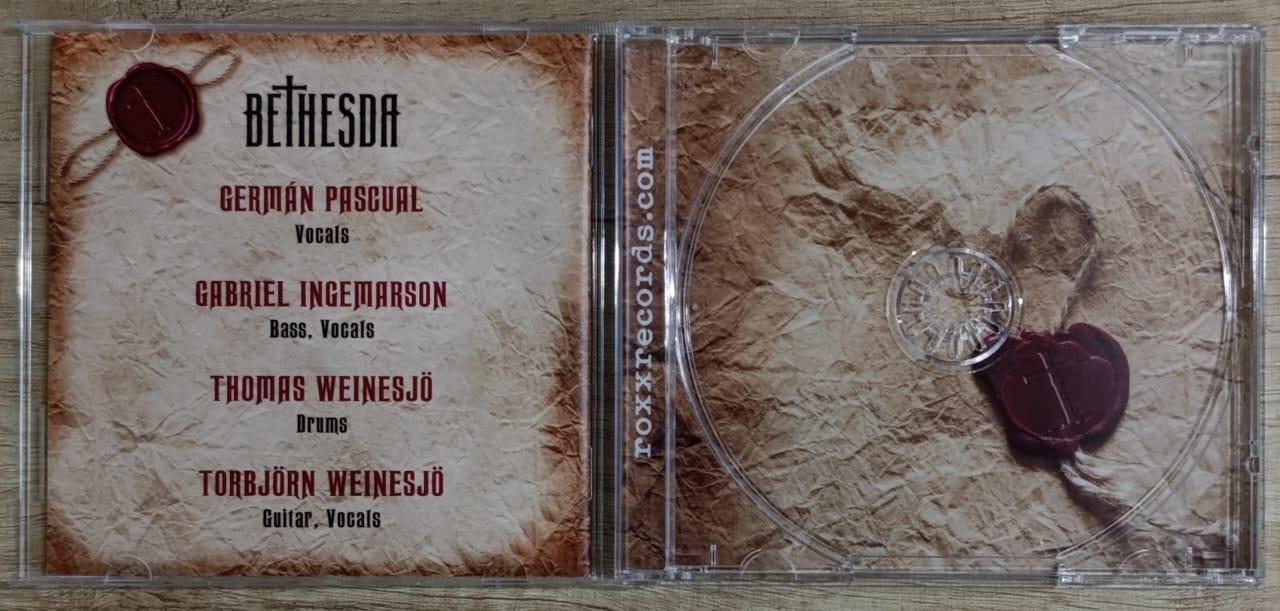 BETHESDA
GERMÁN PASCUAL
Vocals
GABRIEL INGEMARSON
Bass, Vocals
THOMAS WEINESJÖ
Drums
TORBJÖRN WEINESJÖ
Guitar, Vocals
roxxrecords.com